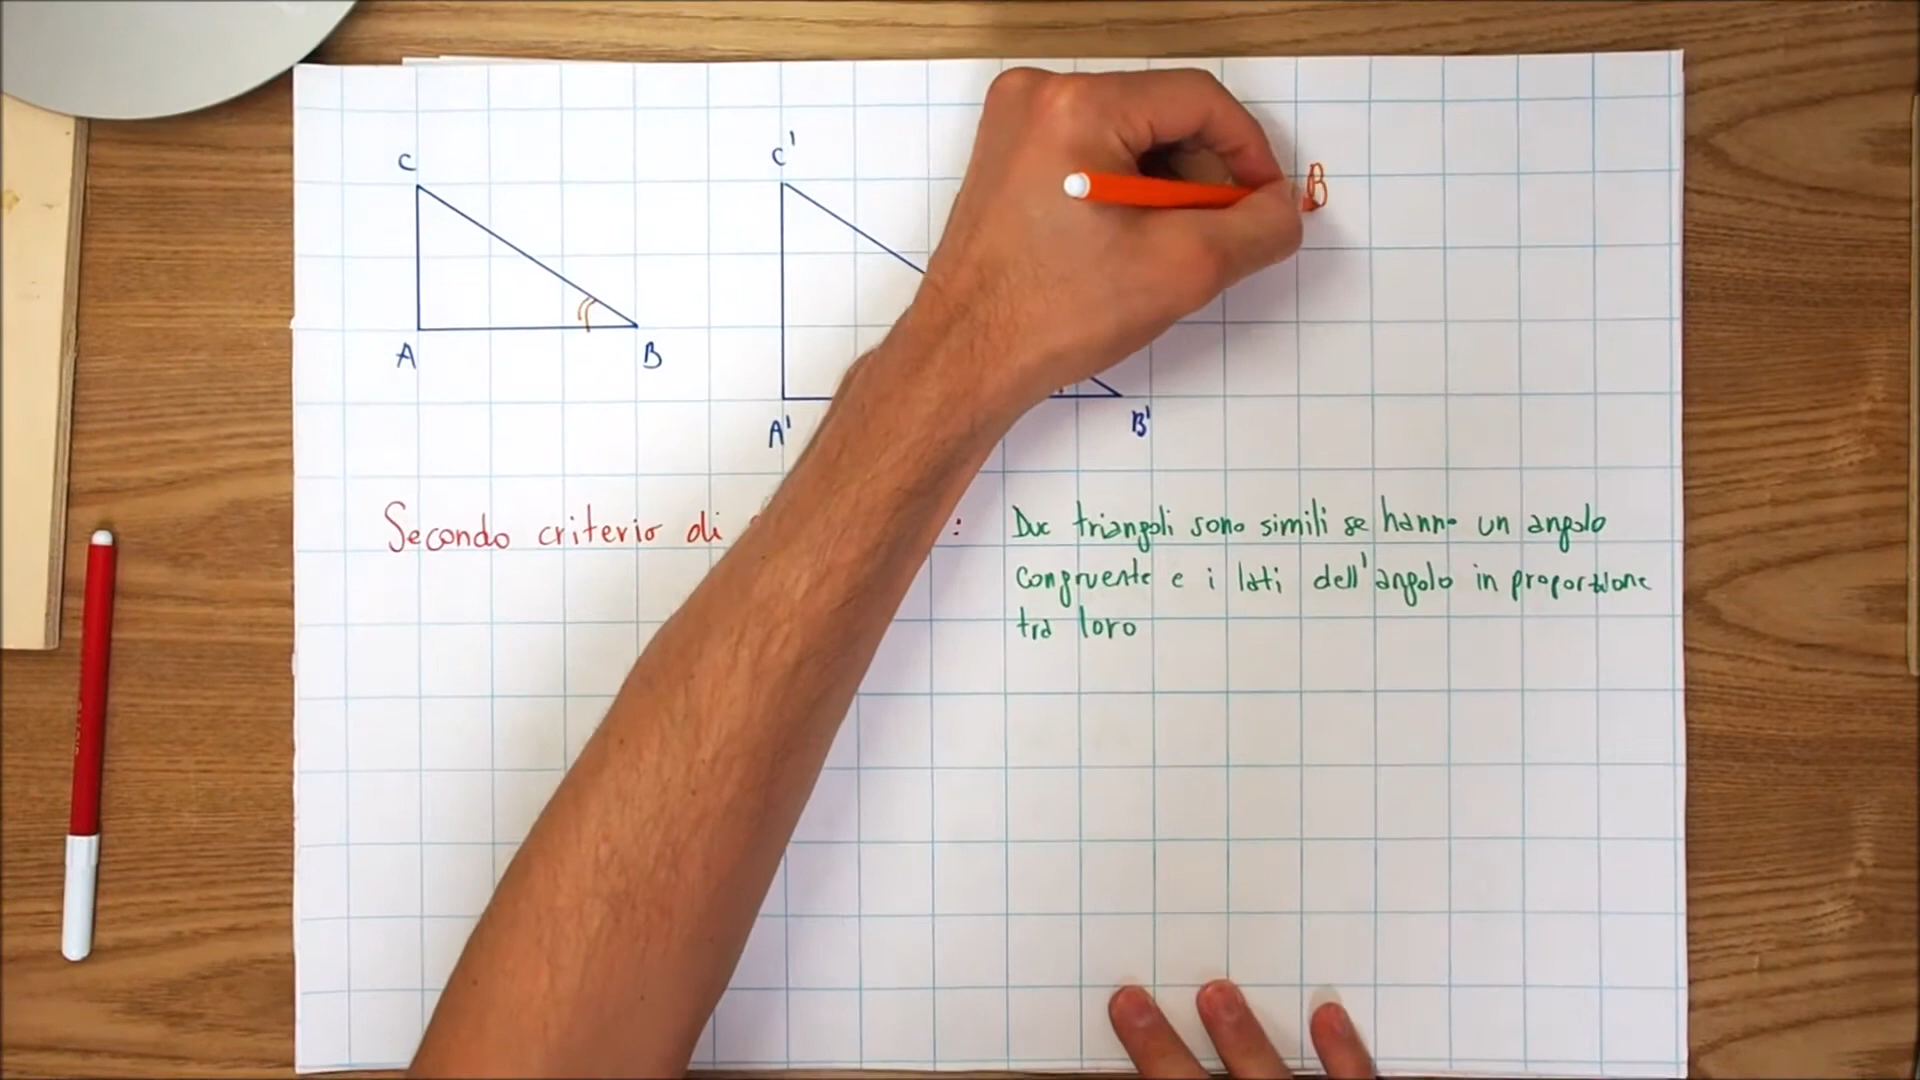 C
C'
B
A
B
A'
B'
Secondo criterio di
: Due triangoli sono simili se hanno un angolo
congruente e i lati dell'angolo in proporzione
tra loro